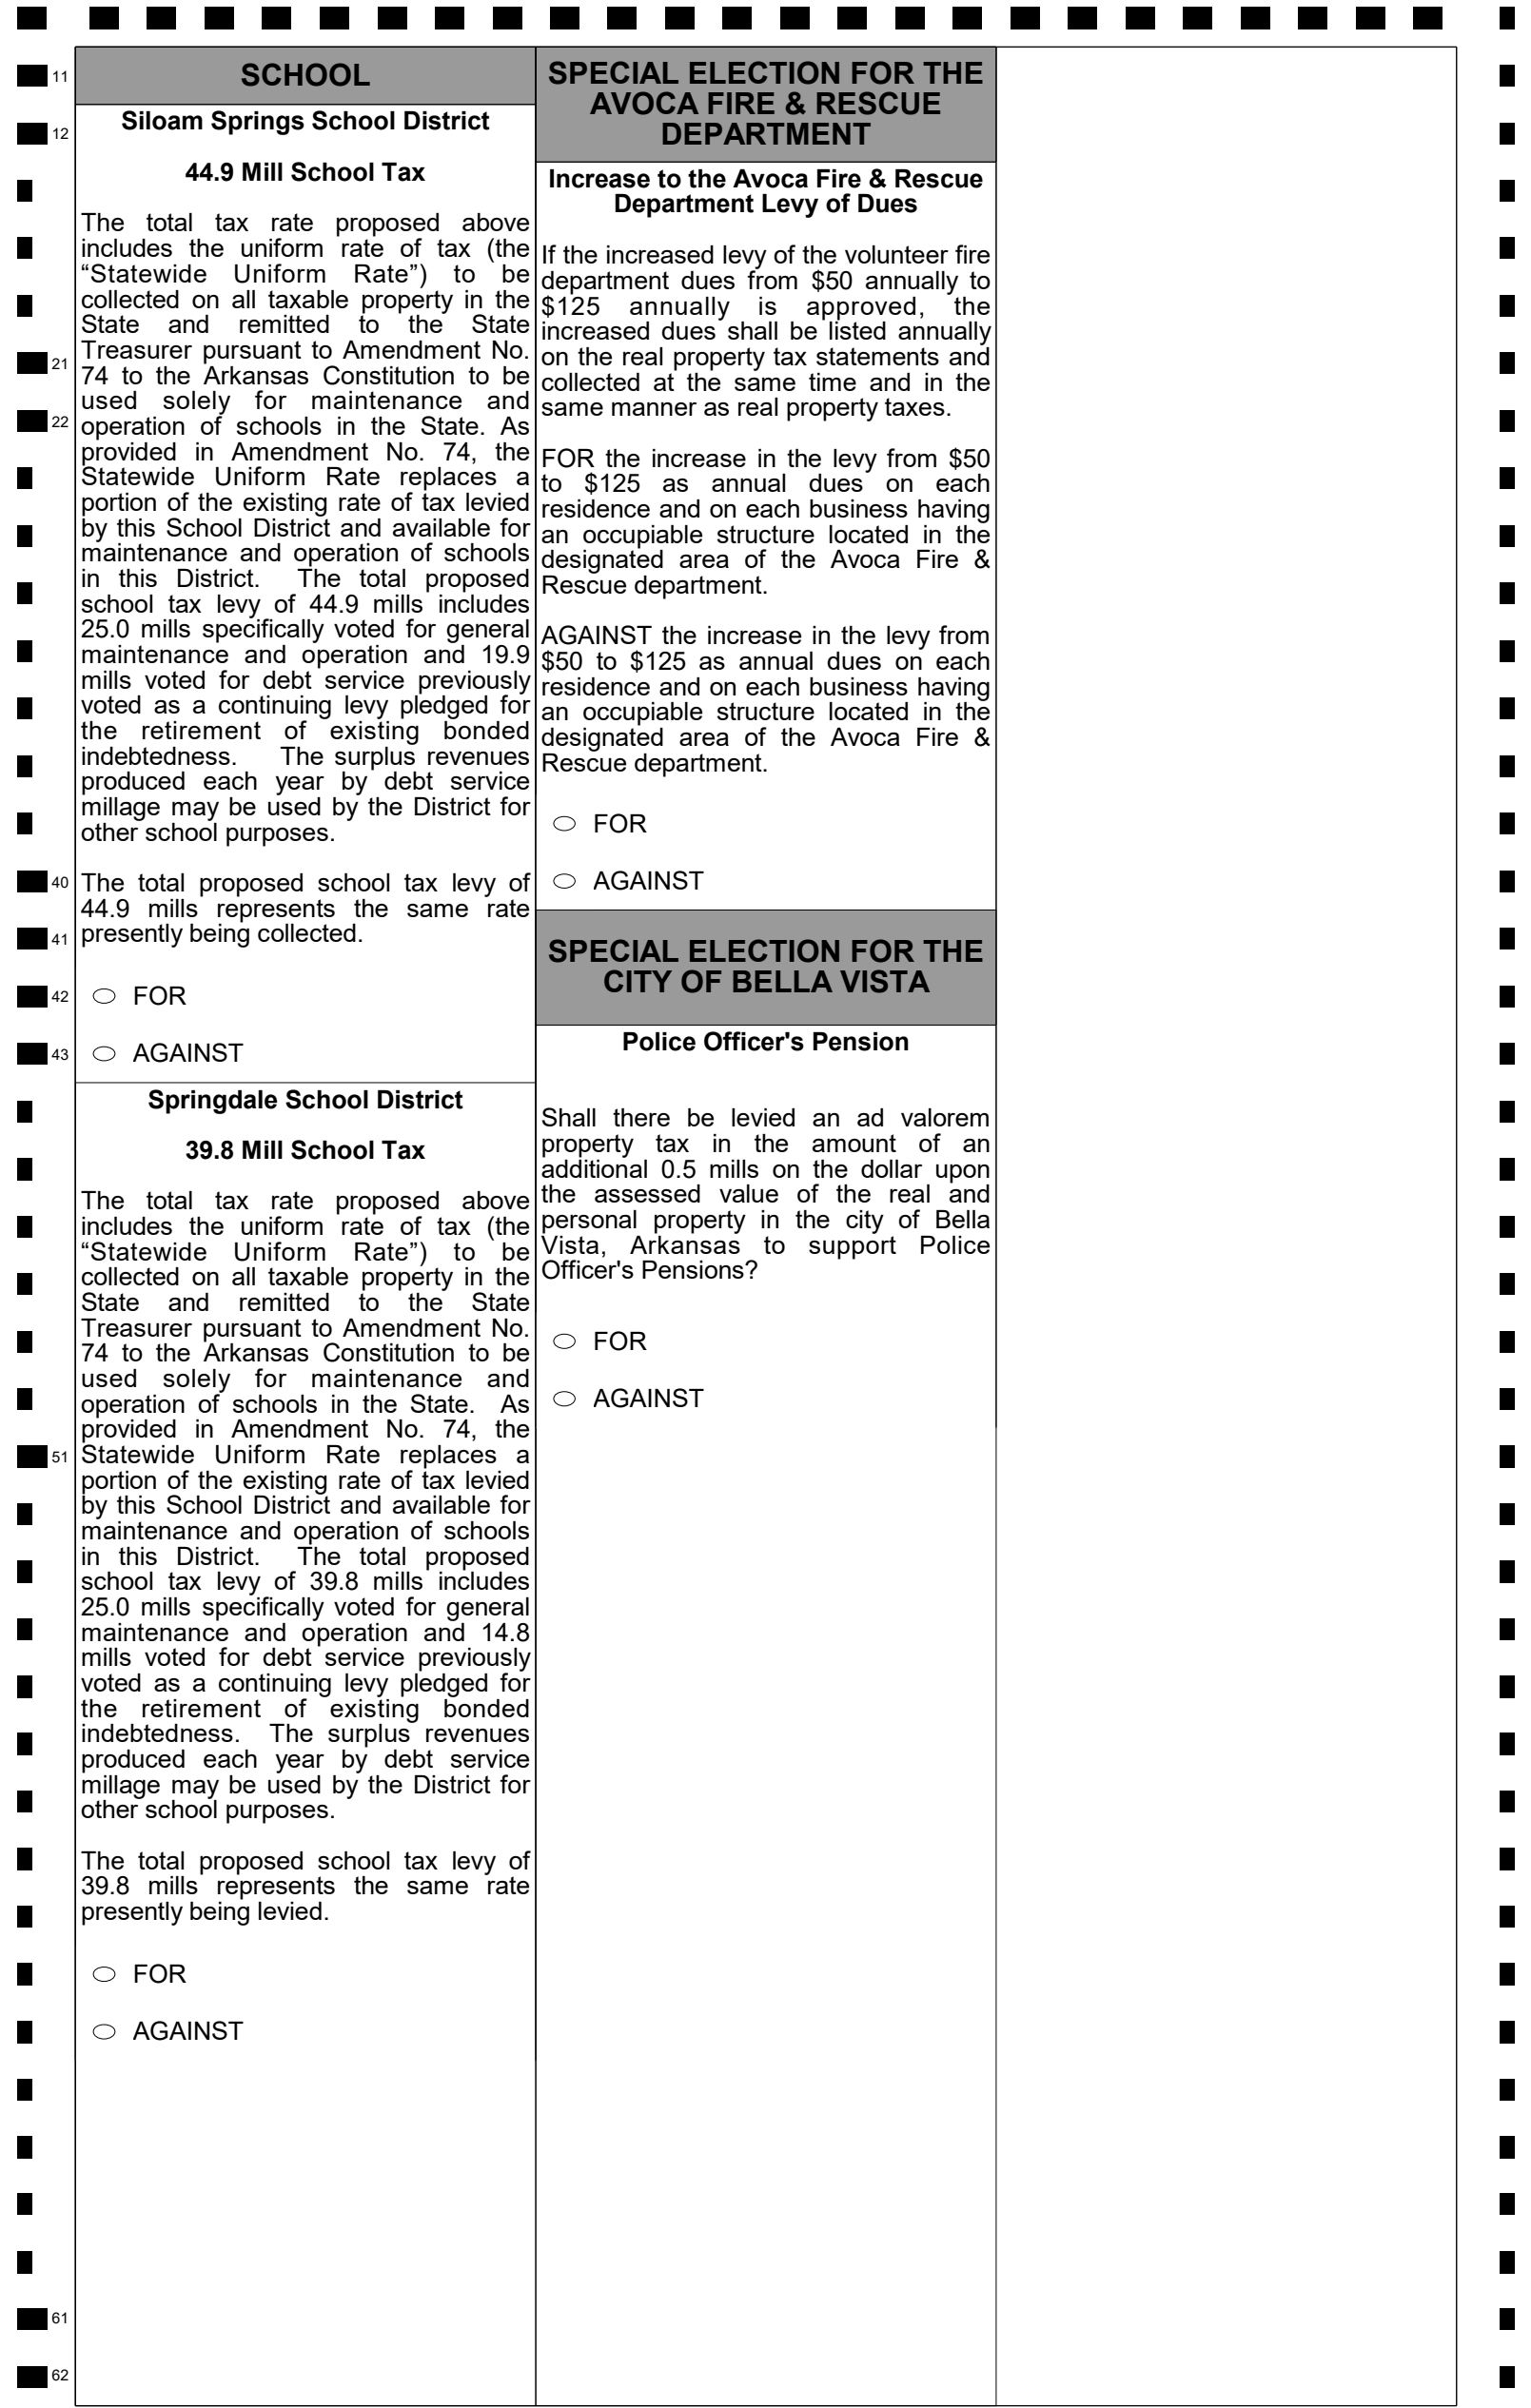 11
12
21
22
40
41
42
43
51
61
62
SCHOOL
Siloam Springs School District
44.9 Mill School Tax
The total tax rate proposed above
includes the uniform rate of tax (the
“Statewide Uniform Rate”) to be
collected on all taxable property in the
State and remitted to the State
Treasurer pursuant to Amendment No.
74 to the Arkansas Constitution to be
used solely for maintenance and
operation of schools in the State. As
provided in Amendment No. 74, the
Statewide Uniform Rate replaces a
portion of the existing rate of tax levied
by this School District and available for
maintenance and operation of schools
in this District. The total proposed
school tax levy of 44.9 mills includes
25.0 mills specifically voted for general
maintenance and operation and 19.9
mills voted for debt service previously
voted as a continuing levy pledged for
the retirement of existing bonded
indebtedness. The surplus revenues
produced each year by debt service
millage may be used by the District for
other school purposes.
The total proposed school tax levy of
44.9 mills represents the same rate
presently being collected.
FOR
AGAINST
Springdale School District
39.8 Mill School Tax
The total tax rate proposed above
includes the uniform rate of tax (the
“Statewide Uniform Rate”) to be
collected on all taxable property in the
State and remitted to the State
Treasurer pursuant to Amendment No.
74 to the Arkansas Constitution to be
used solely for maintenance and
operation of schools in the State. As
provided in Amendment No. 74, the
Statewide Uniform Rate replaces a
portion of the existing rate of tax levied
by this School District and available for
maintenance and operation of schools
in this District. The total proposed
school tax levy of 39.8 mills includes
25.0 mills specifically voted for general
maintenance and operation and 14.8
mills voted for debt service previously
voted as a continuing levy pledged for
the retirement of existing bonded
indebtedness. The surplus revenues
produced each year by debt service
millage may be used by the District for
other school purposes.
The total proposed school tax levy of
39.8 mills represents the same rate
presently being levied.
FOR
AGAINST
SPECIAL ELECTION FOR THE
AVOCA FIRE & RESCUE
DEPARTMENT
Increase to the Avoca Fire & Rescue
Department Levy of Dues
If the increased levy of the volunteer fire
department dues from $50 annually to
$125 annually is approved, the
increased dues shall be listed annually
on the real property tax statements and
collected at the same time and in the
same manner as real property taxes.
FOR the increase in the levy from $50
to $125 as annual dues on each
residence and on each business having
an occupiable structure located in the
designated area of the Avoca Fire &
Rescue department.
AGAINST the increase in the levy from
$50 to $125 as annual dues on each
residence and on each business having
an occupiable structure located in the
designated area of the Avoca Fire &
Rescue department.
FOR
AGAINST
SPECIAL ELECTION FOR THE
CITY OF BELLA VISTA
Police Officer's Pension
Shall there be levied an ad valorem
property tax in the amount of an
additional 0.5 mills on the dollar upon
the assessed value of the real and
personal property in the city of Bella
Vista, Arkansas to support Police
Officer's Pensions?
FOR
AGAINST